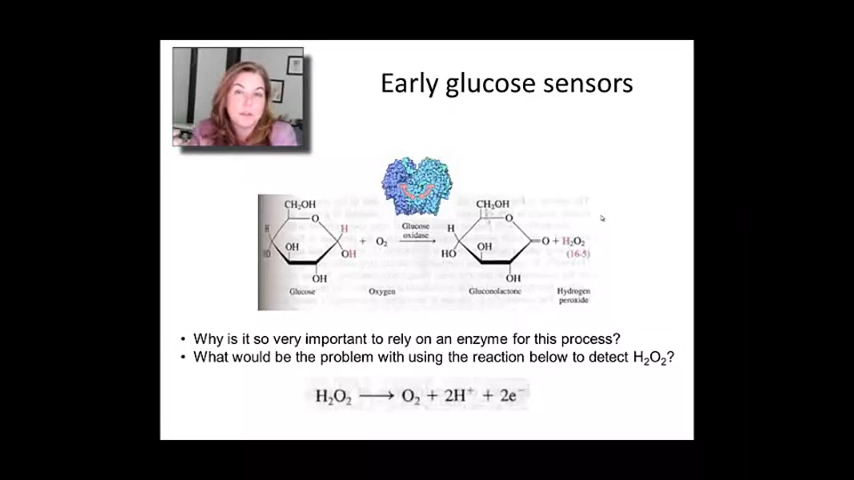 Early glucose sensors
CH₂OH
O
H
H
OH
HO
OH
OH
Glucose
+ O₂
Oxygen
Glucose
oxidase
CH₂OH
O
H
OH
HO
OH
Gluconolactone
O + H₂O₂
(16-5)
Hydrogen
peroxide
• Why is it so very important to rely on an enzyme for this process?
• What would be the problem with using the reaction below to detect H₂O₂?
H₂O₂ ⟶ O₂ + 2H⁺ + 2e⁻